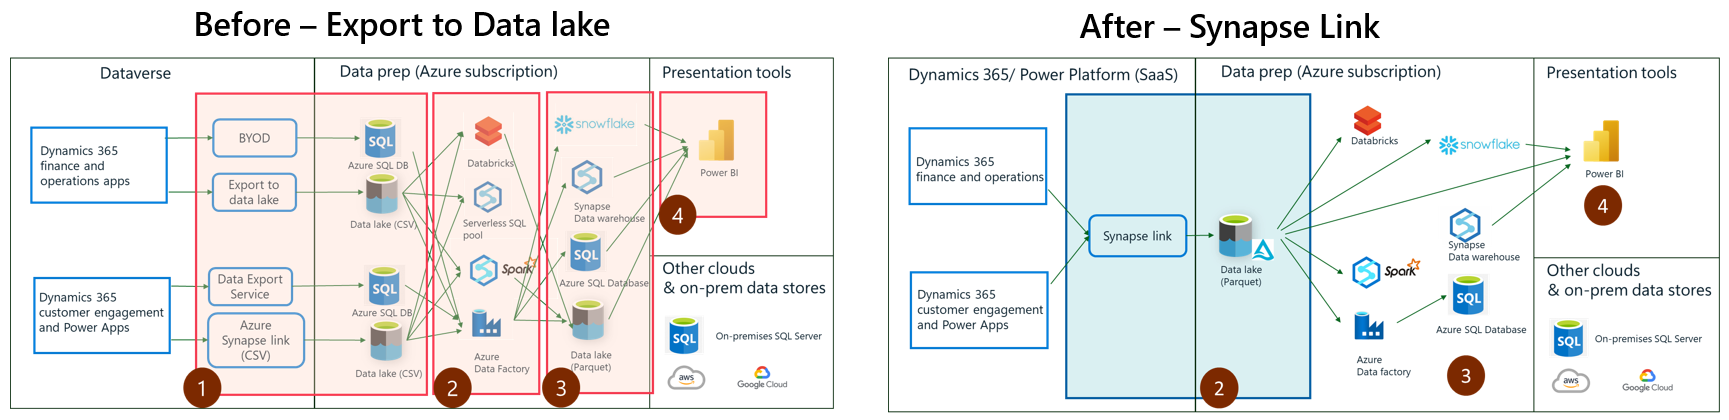 Before – Export to Data lake
Dataverse
Data prep (Azure subscription)
Presentation tools
Dynamics 365
finance and
operations apps
BYOD
Export to
data lake
SQL
Azure SQL DB
Data lake (CSV)
Dynamics 365
customer engagement
and Power Apps
Data Export
Service
Azure
Synapse link
(CSV)
SQL
Azure SQL DB
Data lake (CSV)
1
Databricks
Serverless SQL
pool
Spark
Azure
Data Factory
2
snowflake
Synapse
Data warehouse
SQL
Azure SQL Database
Data lake
(Parquet)
3
Power BI
4
Other clouds
& on-prem data stores
SQL
On-premises SQL Server
aws
Google Cloud
After – Synapse Link
Dynamics 365/ Power Platform (SaaS)
Data prep (Azure subscription)
Presentation tools
Dynamics 365
finance and operations
Dynamics 365
customer engagement
and Power Apps
Synapse link
Data lake
(Parquet)
2
Databricks
snowflake
Synapse
Data warehouse
Spark
SQL
Azure SQL Database
Azure
Data factory
3
Power BI
4
Other clouds
& on-prem data stores
SQL
On-premises SQL Server
aws
Google Cloud